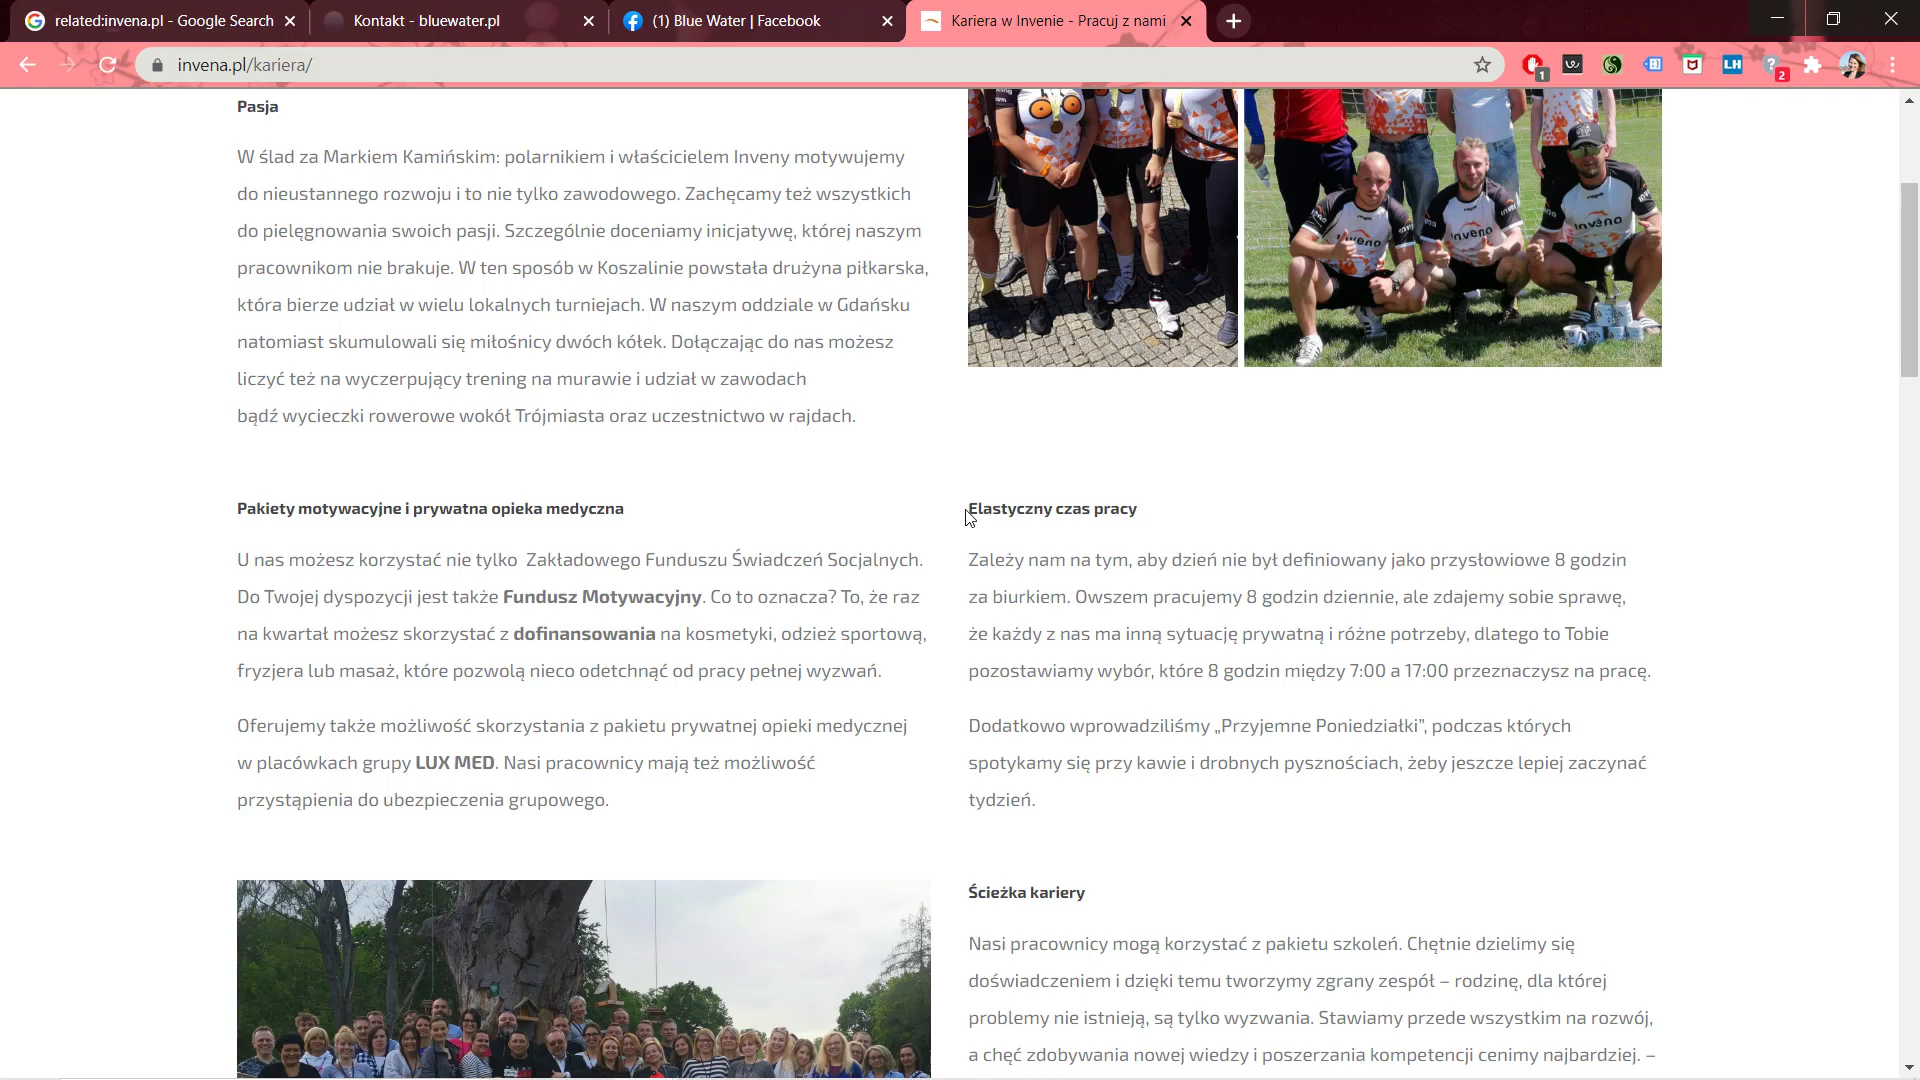 related:invena.pl - Google Search
Kontakt - bluewater.pl
(1) Blue Water | Facebook
Kariera w Invenie - Pracuj z nami
invena.pl/kariera/
1
LH
2
Pasja
W ślad za Markiem Kamińskim: polarnikiem i właścicielem Inveny motywujemy
do nieustannego rozwoju i to nie tylko zawodowego. Zachęcamy też wszystkich
do pielęgnowania swoich pasji. Szczególnie doceniamy inicjatywę, której naszym
pracownikom nie brakuje. W ten sposób w Koszalinie powstała drużyna piłkarska,
która bierze udział w wielu lokalnych turniejach. W naszym oddziale w Gdańsku
natomiast skumulowali się miłośnicy dwóch kółek. Dołączając do nas możesz
liczyć też na wyczerpujący trening na murawie i udział w zawodach
bądź wycieczki rowerowe wokół Trójmiasta oraz uczestnictwo w rajdach.
inveno
inveno
inveno
Pakiety motywacyjne i prywatna opieka medyczna
U nas możesz korzystać nie tylko Zakładowego Funduszu Świadczeń Socjalnych.
Do Twojej dyspozycji jest także Fundusz Motywacyjny. Co to oznacza? To, że raz
na kwartał możesz skorzystać z dofinansowania na kosmetyki, odzież sportową,
fryzjera lub masaż, które pozwolą nieco odetchnąć od pracy pełnej wyzwań.
Oferujemy także możliwość skorzystania z pakietu prywatnej opieki medycznej
w placówkach grupy LUX MED. Nasi pracownicy mają też możliwość
przystąpienia do ubezpieczenia grupowego.
Elastyczny czas pracy
Zależy nam na tym, aby dzień nie był definiowany jako przysłowiowe 8 godzin
za biurkiem. Owszem pracujemy 8 godzin dziennie, ale zdajemy sobie sprawę,
że każdy z nas ma inną sytuację prywatną i różne potrzeby, dlatego to Tobie
pozostawiamy wybór, które 8 godzin między 7:00 a 17:00 przeznaczysz na pracę.
Dodatkowo wprowadziliśmy „Przyjemne Poniedziałki”, podczas których
spotykamy się przy kawie i drobnych pysznościach, żeby jeszcze lepiej zaczynać
tydzień.
Ścieżka kariery
Nasi pracownicy mogą korzystać z pakietu szkoleń. Chętnie dzielimy się
doświadczeniem i dzięki temu tworzymy zgrany zespół – rodzinę, dla której
problemy nie istnieją, są tylko wyzwania. Stawiamy przede wszystkim na rozwój,
a chęć zdobywania nowej wiedzy i poszerzania kompetencji cenimy najbardziej. –